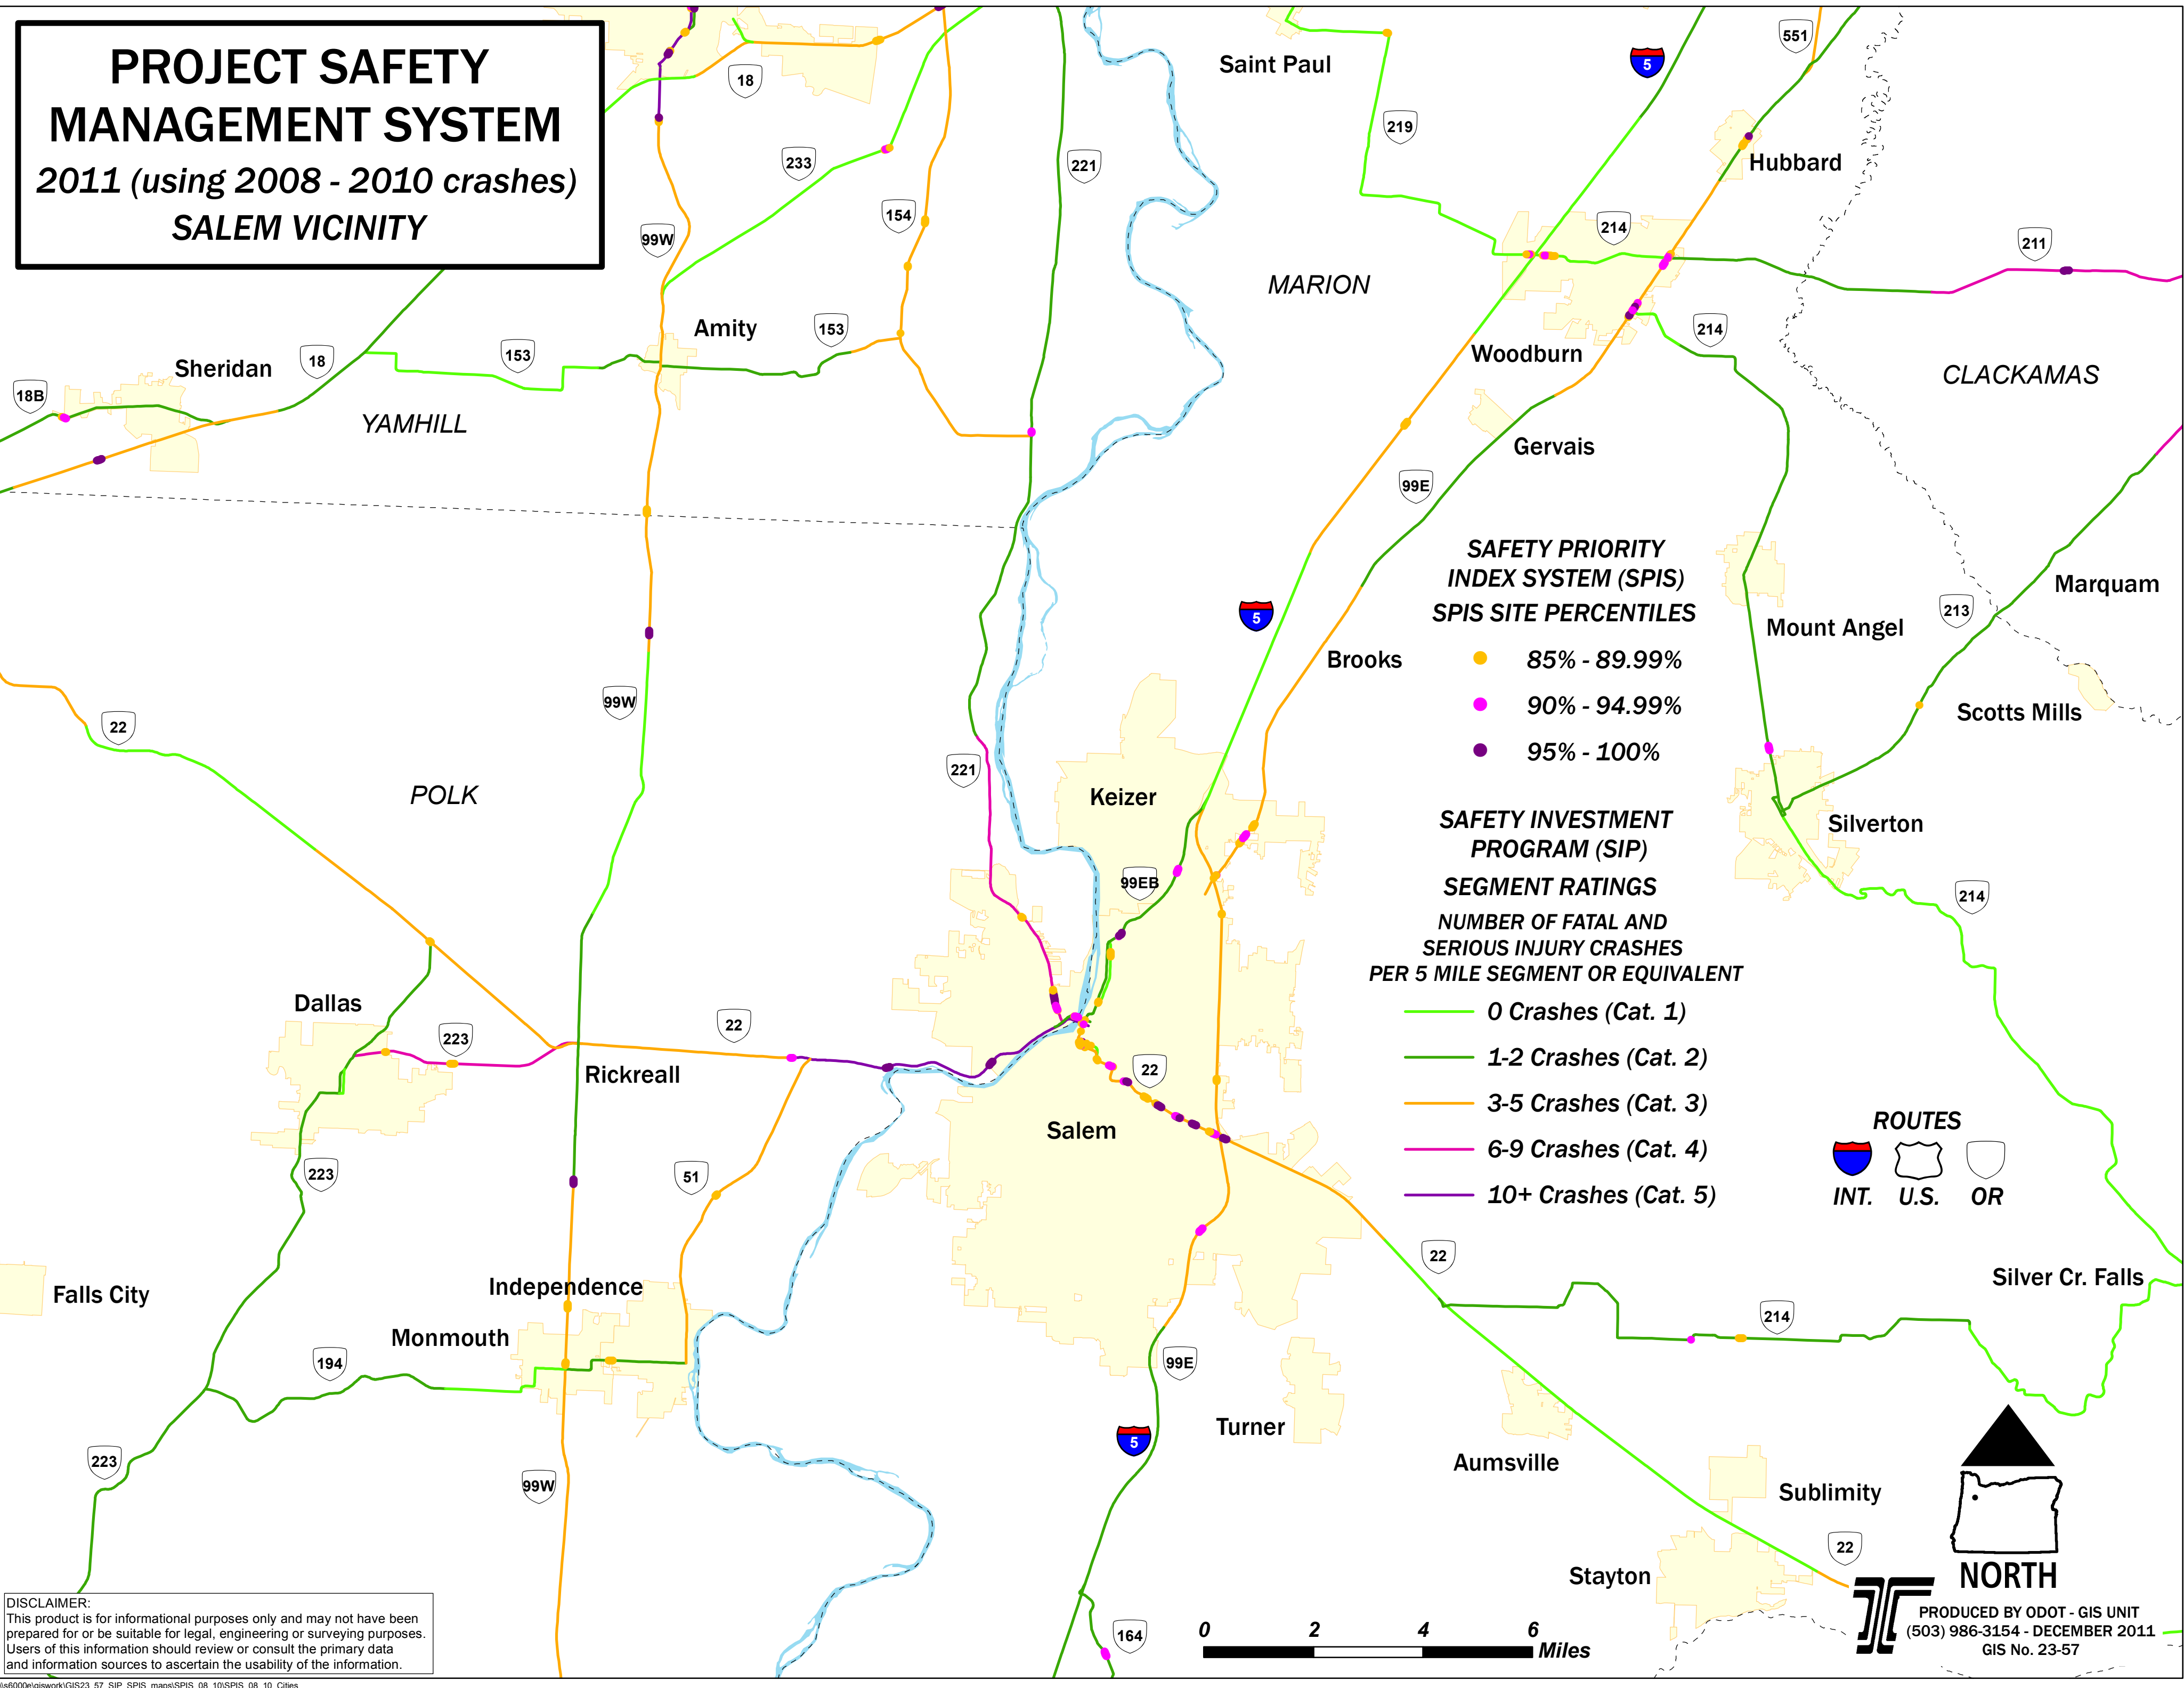 PROJECT SAFETY
MANAGEMENT SYSTEM
2011 (using 2008 - 2010 crashes)
SALEM VICINITY
18
233
99W
154
221
Saint Paul
219
5
551
Hubbard
214
211
MARION
Amity
153
153
18
Sheridan
18B
YAMHILL
Woodburn
214
CLACKAMAS
Gervais
99E
SAFETY PRIORITY
INDEX SYSTEM (SPIS)
SPIS SITE PERCENTILES
85% - 89.99%
90% - 94.99%
95% - 100%
5
Brooks
Mount Angel
213
Marquam
Scotts Mills
99W
22
POLK
221
Keizer
99EB
Silverton
214
SAFETY INVESTMENT
PROGRAM (SIP)
SEGMENT RATINGS
NUMBER OF FATAL AND
SERIOUS INJURY CRASHES
PER 5 MILE SEGMENT OR EQUIVALENT
0 Crashes (Cat. 1)
1-2 Crashes (Cat. 2)
3-5 Crashes (Cat. 3)
6-9 Crashes (Cat. 4)
10+ Crashes (Cat. 5)
ROUTES
INT. U.S. OR
Dallas
223
22
Rickreall
22
Salem
223
51
Falls City
Independence
Monmouth
194
22
Silver Cr. Falls
214
99E
5
Turner
Aumsville
Sublimity
Stayton
22
223
99W
164
0 2 4 6
Miles
NORTH
PRODUCED BY ODOT - GIS UNIT
(503) 986-3154 - DECEMBER 2011
GIS No. 23-57
DISCLAIMER:
This product is for informational purposes only and may not have been
prepared for or be suitable for legal, engineering or surveying purposes.
Users of this information should review or consult the primary data
and information sources to ascertain the usability of the information.
\\s6000e\giswork\GIS23_57_SIP_SPIS_maps\SPIS_08_10\SPIS_08_10_Cities